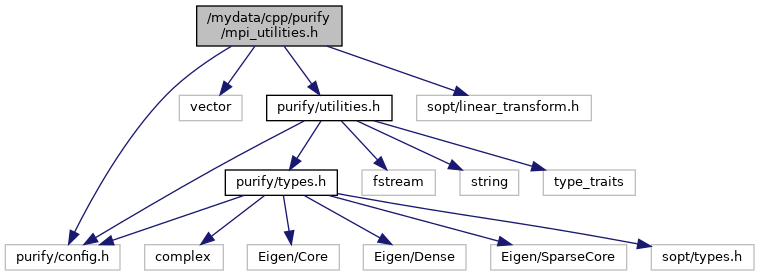 /mydata/cpp/purify
/mpi_utilities.h
vector
purify/utilities.h
sopt/linear_transform.h
purify/types.h
fstream
string
type_traits
purify/config.h
complex
Eigen/Core
Eigen/Dense
Eigen/SparseCore
sopt/types.h